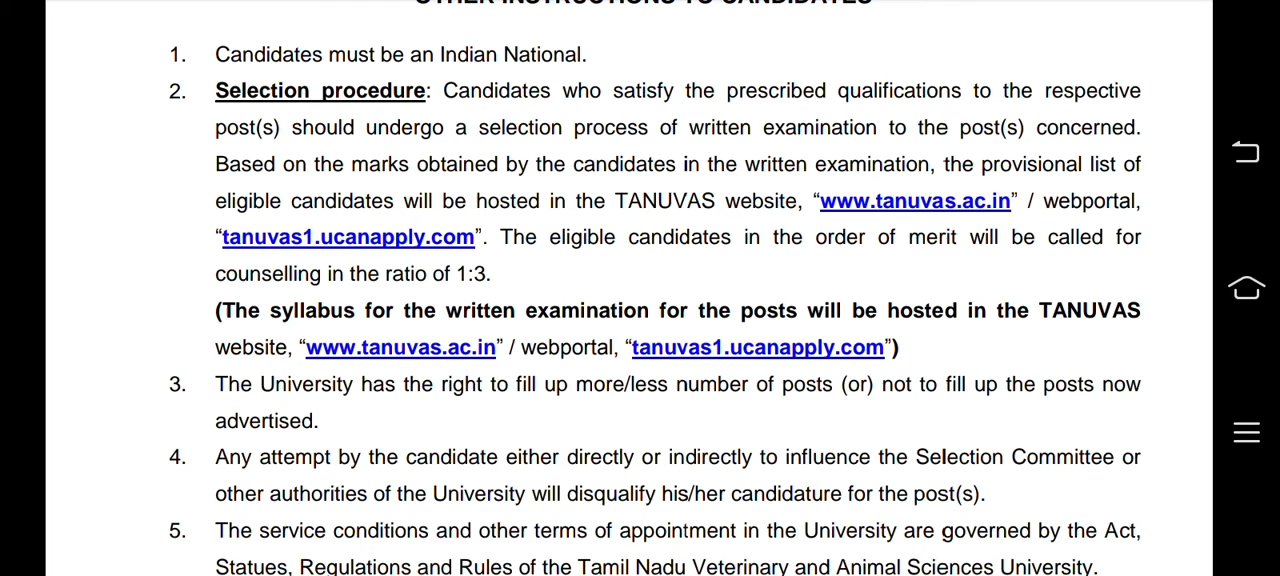 OTHER INSTRUCTIONS TO CANDIDATES
1. Candidates must be an Indian National.
2. Selection procedure: Candidates who satisfy the prescribed qualifications to the respective
post(s) should undergo a selection process of written examination to the post(s) concerned.
Based on the marks obtained by the candidates in the written examination, the provisional list of
eligible candidates will be hosted in the TANUVAS website, “www.tanuvas.ac.in” / webportal,
“tanuvas1.ucanapply.com”. The eligible candidates in the order of merit will be called for
counselling in the ratio of 1:3.
(The syllabus for the written examination for the posts will be hosted in the TANUVAS
website, “www.tanuvas.ac.in” / webportal, “tanuvas1.ucanapply.com”)
3. The University has the right to fill up more/less number of posts (or) not to fill up the posts now
advertised.
4. Any attempt by the candidate either directly or indirectly to influence the Selection Committee or
other authorities of the University will disqualify his/her candidature for the post(s).
5. The service conditions and other terms of appointment in the University are governed by the Act,
Statues, Regulations and Rules of the Tamil Nadu Veterinary and Animal Sciences University.